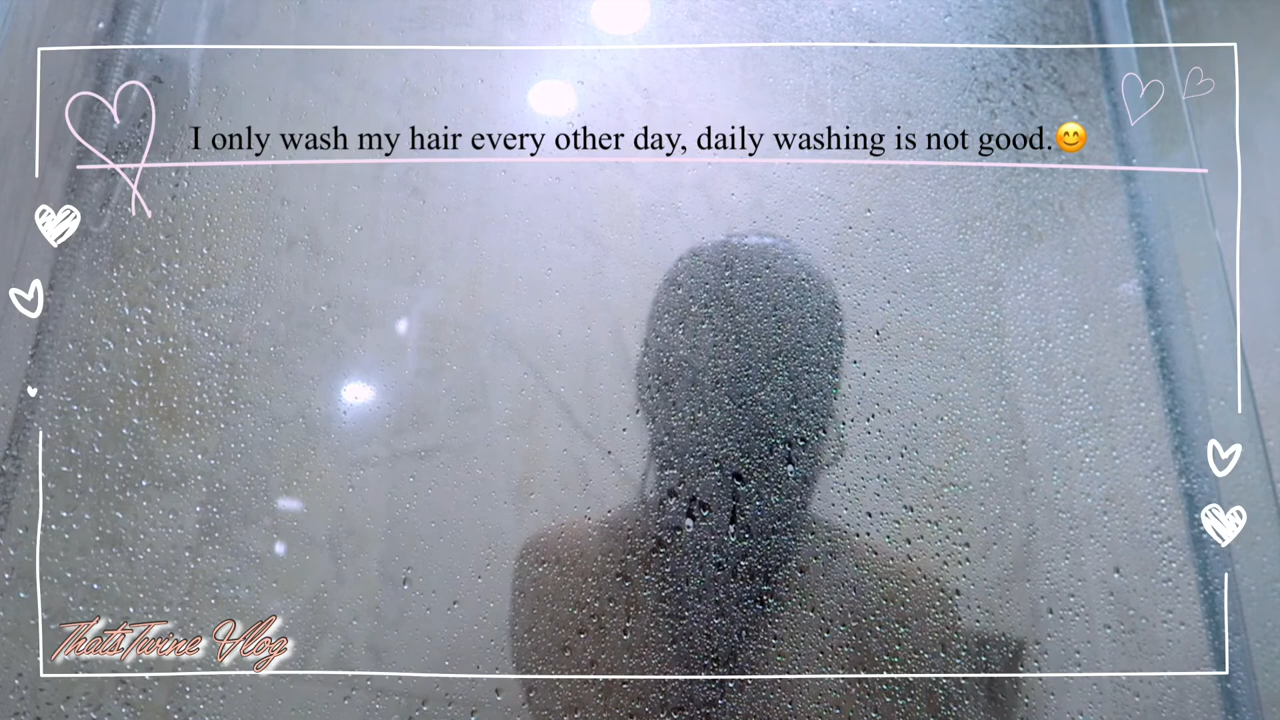 I only wash my hair every other day, daily washing is not good.😊
ThatsTwine Vlog